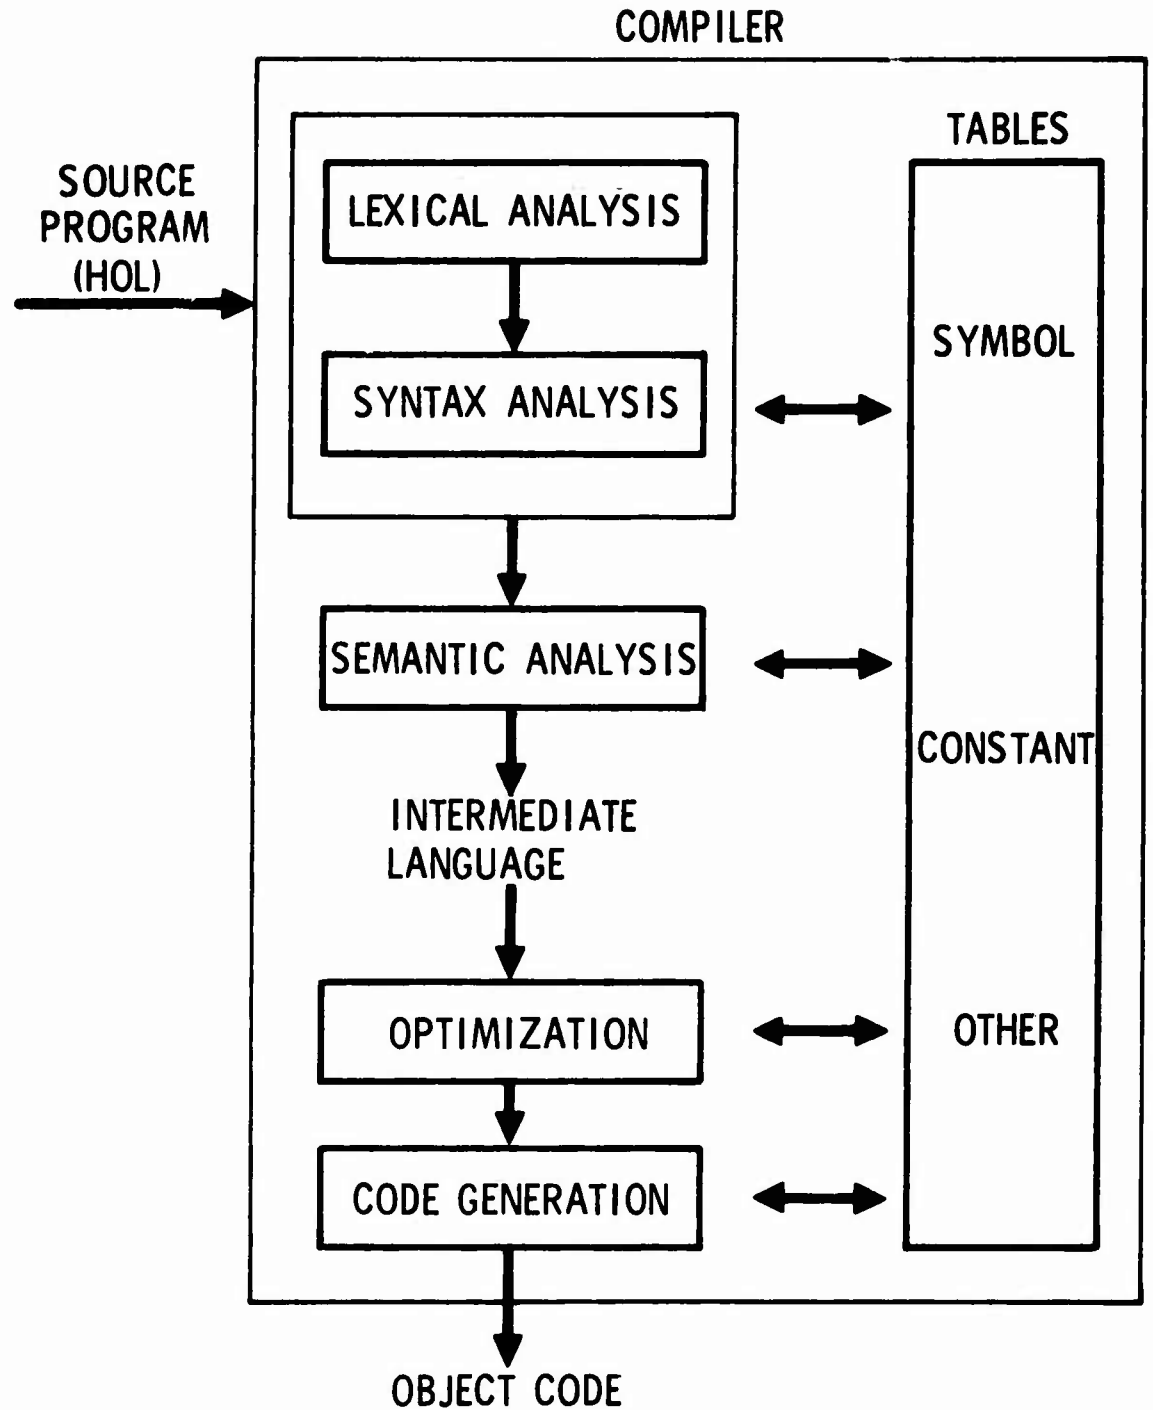 COMPILER
SOURCE
PROGRAM
(HOL)
LEXICAL ANALYSIS
SYNTAX ANALYSIS
SEMANTIC ANALYSIS
INTERMEDIATE
LANGUAGE
OPTIMIZATION
CODE GENERATION
OBJECT CODE
TABLES
SYMBOL
CONSTANT
OTHER